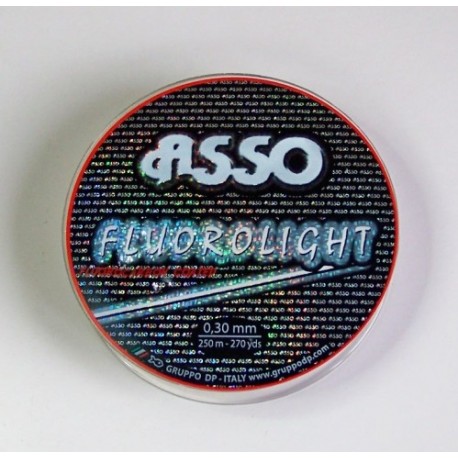 ASSO
FLUOROLIGHT
0,30 mm
250 m - 270 yds
GRUPPO DP - ITALY www.gruppodp.com